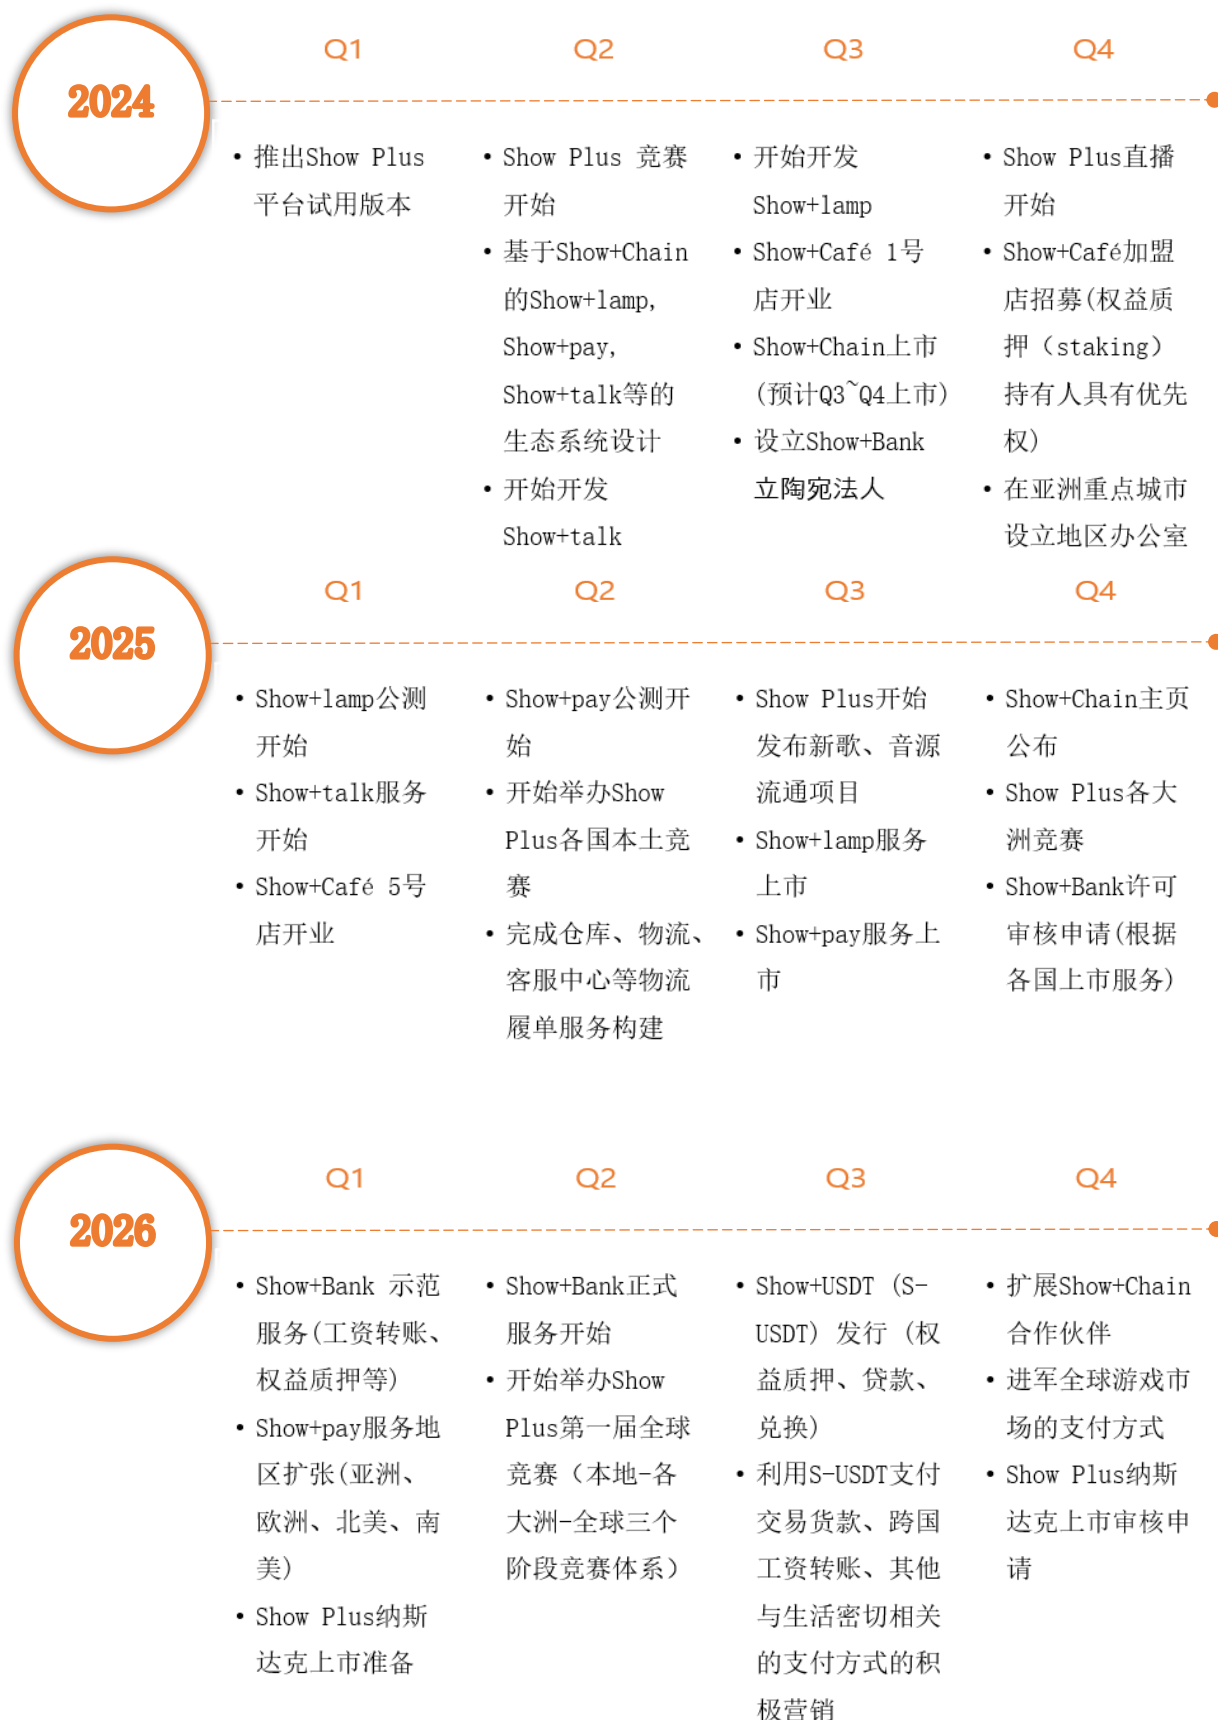 2024
Q1
Q2
Q3
Q4
• 推出Show Plus
平台试用版本
• Show Plus 竞赛
开始
• 基于Show+Chain
的Show+lamp,
Show+pay,
Show+talk等的
生态系统设计
• 开始开发
Show+talk
• 开始开发
Show+lamp
• Show+Café 1号
店开业
• Show+Chain上市
(预计Q3~Q4上市)
• 设立Show+Bank
立陶宛法人
• Show Plus直播
开始
• Show+Café加盟
店招募(权益质
押（staking）
持有人具有优先
权)
• 在亚洲重点城市
设立地区办公室
2025
Q1
Q2
Q3
Q4
• Show+lamp公测
开始
• Show+talk服务
开始
• Show+Café 5号
店开业
• Show+pay公测开
始
• 开始举办Show
Plus各国本土竞
赛
• 完成仓库、物流、
客服中心等物流
履单服务构建
• Show Plus开始
发布新歌、音源
流通项目
• Show+lamp服务
上市
• Show+pay服务上
市
• Show+Chain主页
公布
• Show Plus各大
洲竞赛
• Show+Bank许可
审核申请(根据
各国上市服务)
2026
Q1
Q2
Q3
Q4
• Show+Bank 示范
服务(工资转账、
权益质押等)
• Show+pay服务地
区扩张(亚洲、
欧洲、北美、南
美)
• Show Plus纳斯
达克上市准备
• Show+Bank正式
服务开始
• 开始举办Show
Plus第一届全球
竞赛（本地-各
大洲-全球三个
阶段竞赛体系）
• Show+USDT (S-
USDT) 发行 (权
益质押、贷款、
兑换)
• 利用S-USDT支付
交易货款、跨国
工资转账、其他
与生活密切相关
的支付方式的积
极营销
• 扩展Show+Chain
合作伙伴
• 进军全球游戏市
场的支付方式
• Show Plus纳斯
达克上市审核申
请